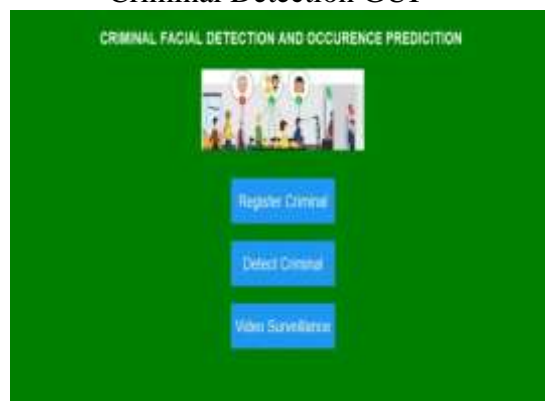 Criminal Detection GUI
CRIMINAL FACIAL DETECTION AND OCCURENCE PREDICITION
Register Criminal
Detect Criminal
Video Surveillance